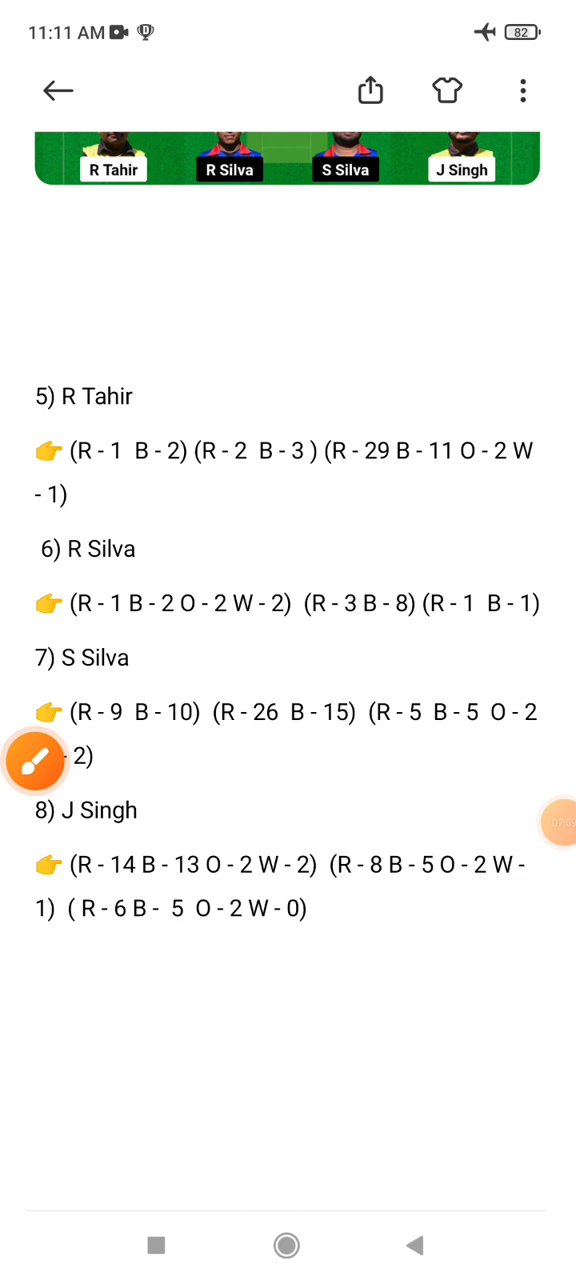 11:11 AM
82
R Tahir R Silva S Silva J Singh
5) R Tahir
👉 (R - 1 B - 2) (R - 2 B - 3 ) (R - 29 B - 11 O - 2 W
- 1)
6) R Silva
👉 (R - 1 B - 2 O - 2 W - 2) (R - 3 B - 8) (R - 1 B - 1)
7) S Silva
👉 (R - 9 B - 10) (R - 26 B - 15) (R - 5 B - 5 O - 2
- 2)
8) J Singh
👉 (R - 14 B - 13 O - 2 W - 2) (R - 8 B - 5 O - 2 W -
1) ( R - 6 B - 5 O - 2 W - 0)